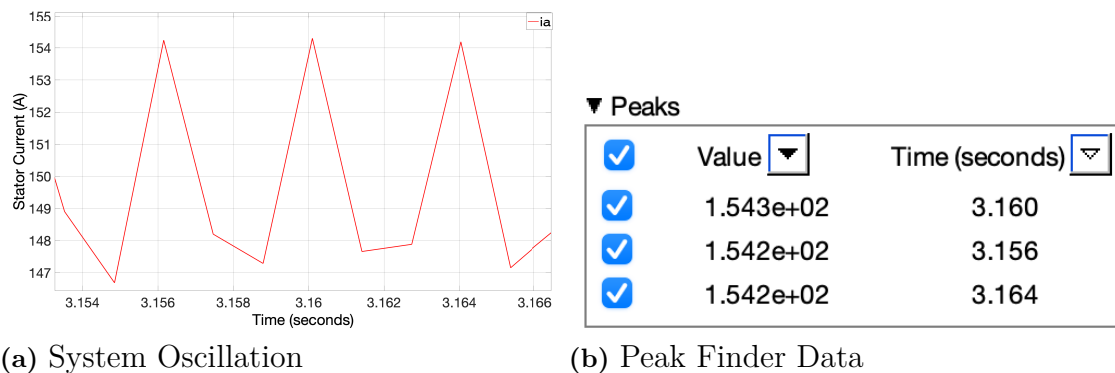 155
154
153
152
151
150
149
148
147
Stator Current (A)
ia
3.154 3.156 3.158 3.16 3.162 3.164 3.166
Time (seconds)
(a) System Oscillation
▼ Peaks
Value Time (seconds)
1.543e+02 3.160
1.542e+02 3.156
1.542e+02 3.164
(b) Peak Finder Data